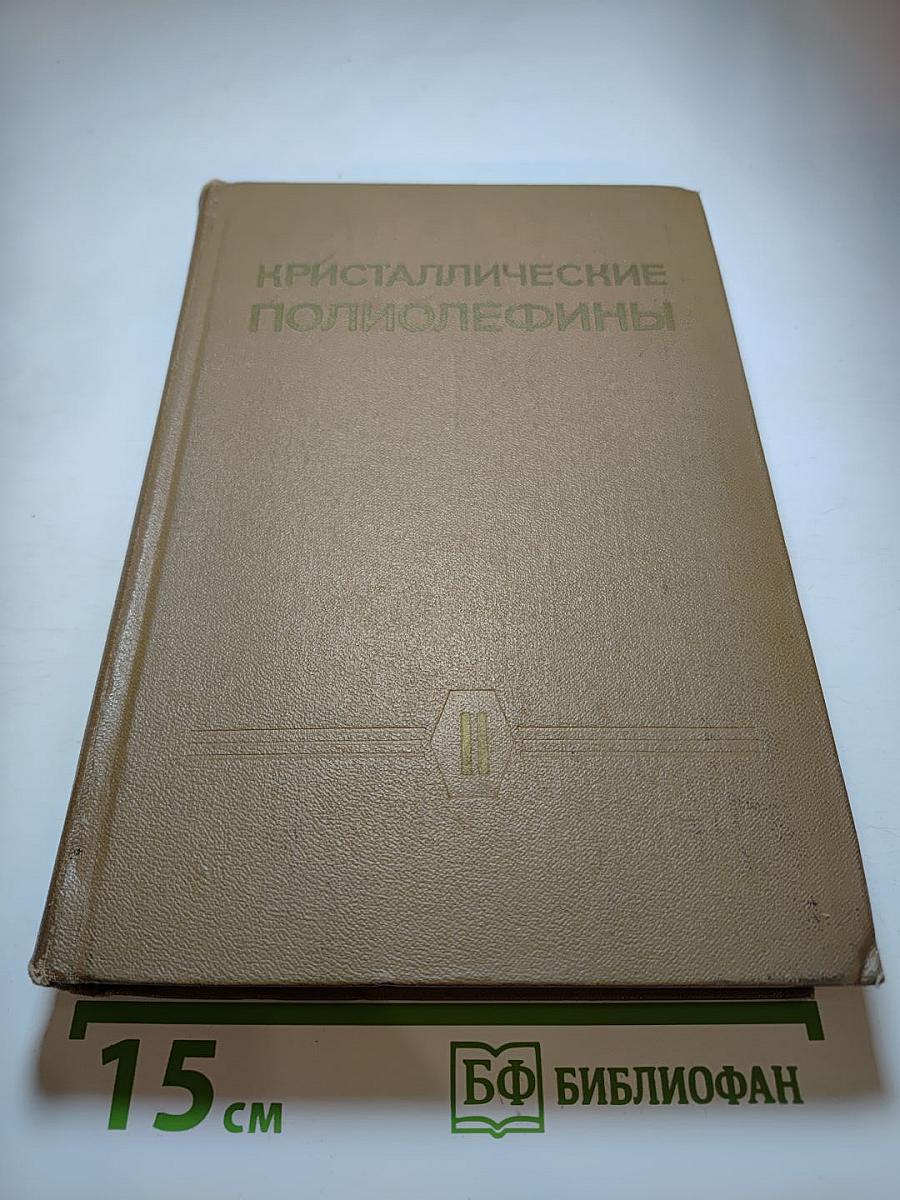 КРИСТАЛЛИЧЕСКИЕ
ПОЛИОЛЕФИНЫ
II
15 см
БФ БИБЛИОФАН